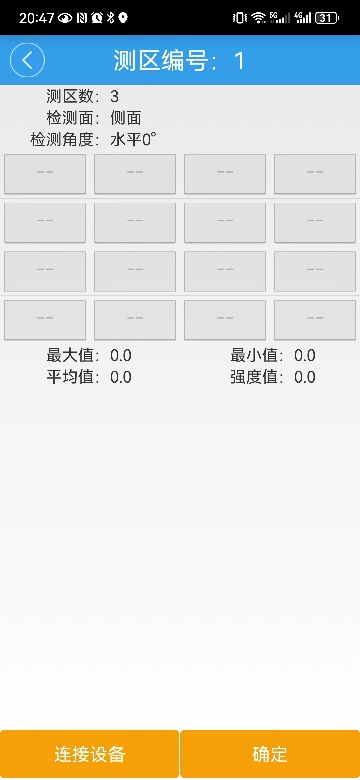 20:47 5G 4G 31
测区编号：1
测区数：3
检测面：侧面
检测角度：水平0°
-- -- -- --
-- -- -- --
-- -- -- --
-- -- -- --
最大值：0.0 最小值：0.0
平均值：0.0 强度值：0.0
连接设备 确定